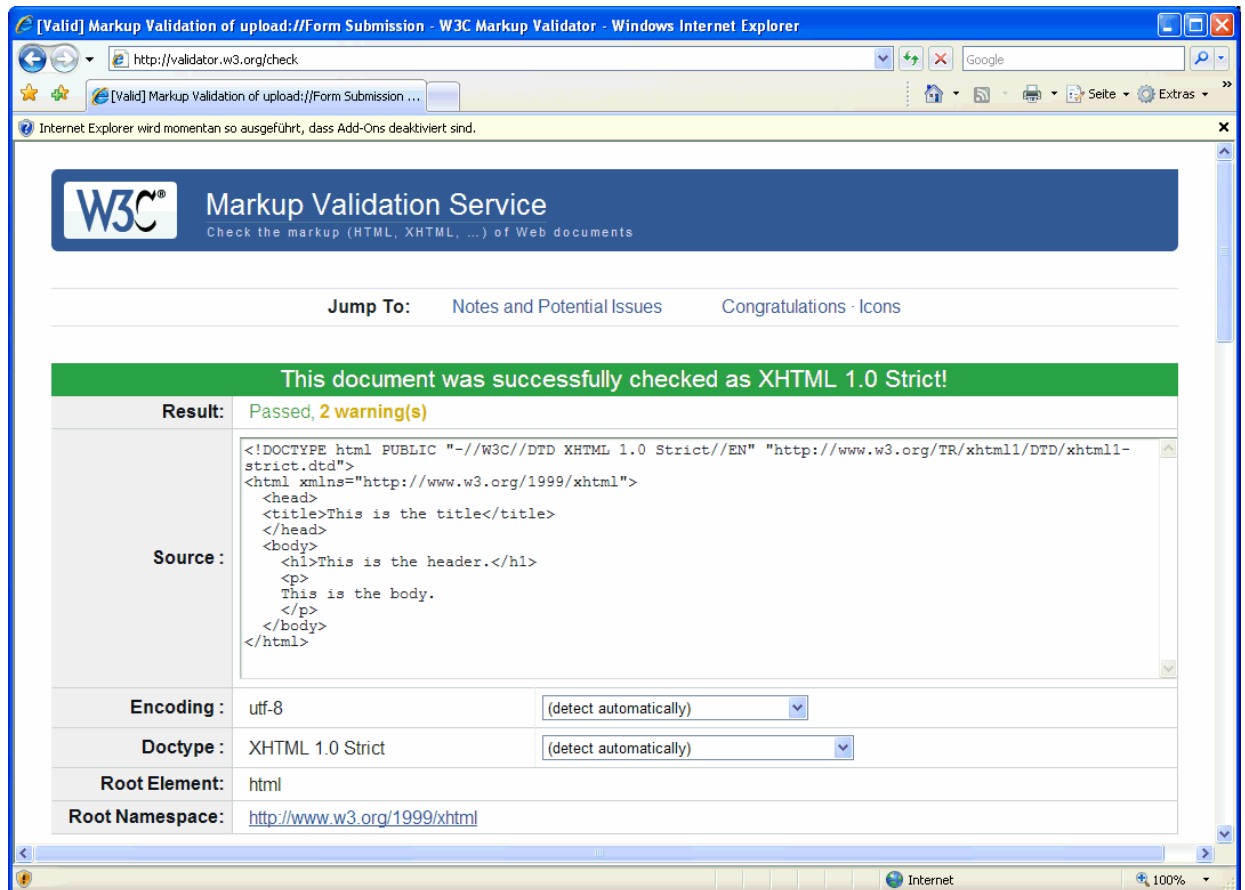 [Valid] Markup Validation of upload://Form Submission - W3C Markup Validator - Windows Internet Explorer
http://validator.w3.org/check
Google
[Valid] Markup Validation of upload://Form Submission ...
Seite
Extras
»
Internet Explorer wird momentan so ausgeführt, dass Add-Ons deaktiviert sind.
W3C®
Markup Validation Service
Check the markup (HTML, XHTML, ...) of Web documents
Jump To: Notes and Potential Issues Congratulations · Icons
This document was successfully checked as XHTML 1.0 Strict!
Result: Passed, 2 warning(s)
Source :
<!DOCTYPE html PUBLIC "-//W3C//DTD XHTML 1.0 Strict//EN" "http://www.w3.org/TR/xhtml1/DTD/xhtml1-
strict.dtd">
<html xmlns="http://www.w3.org/1999/xhtml">
<head>
<title>This is the title</title>
</head>
<body>
<h1>This is the header.</h1>
<p>
This is the body.
</p>
</body>
</html>
Encoding : utf-8 (detect automatically)
Doctype : XHTML 1.0 Strict (detect automatically)
Root Element: html
Root Namespace: http://www.w3.org/1999/xhtml
Internet 100%